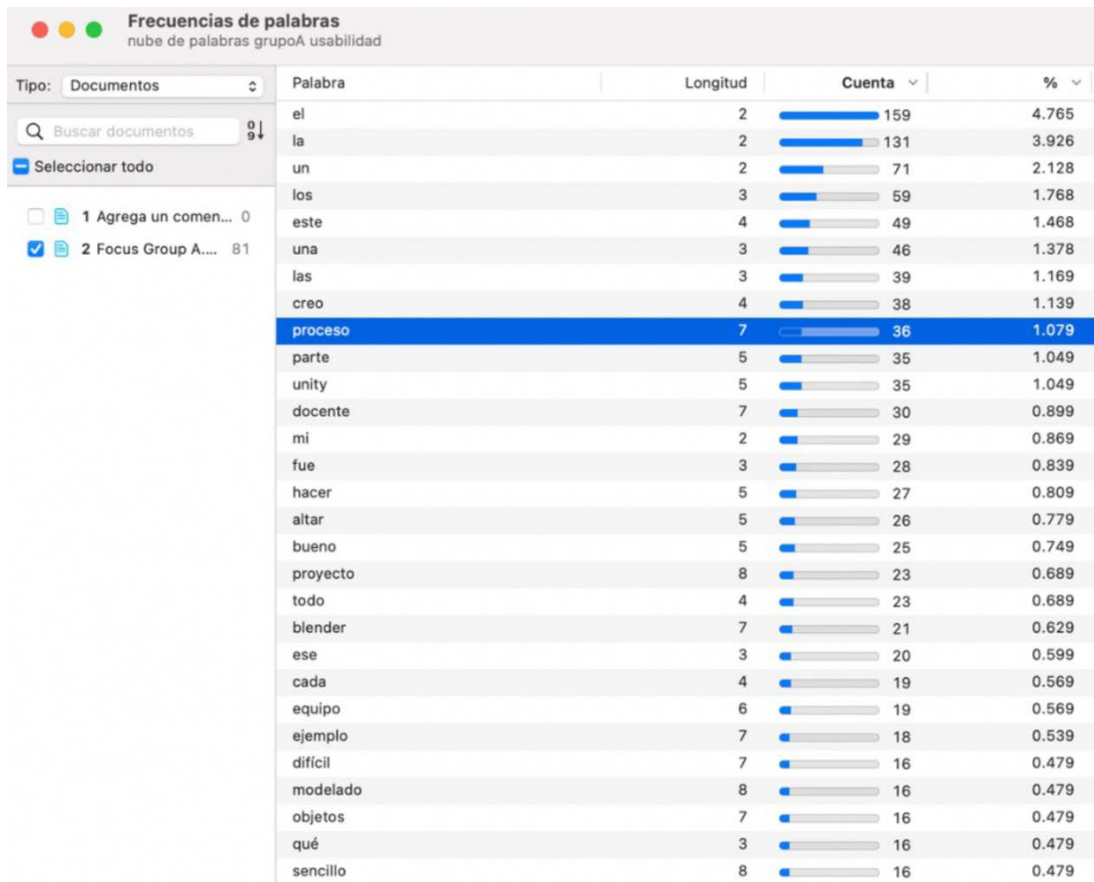 Frecuencias de palabras
nube de palabras grupoA usabilidad
Tipo: Documentos
Buscar documentos
Seleccionar todo
1 Agrega un comen... 0
2 Focus Group A.... 81
Palabra Longitud Cuenta %
el 2 159 4.765
la 2 131 3.926
un 2 71 2.128
los 3 59 1.768
este 4 49 1.468
una 3 46 1.378
las 3 39 1.169
creo 4 38 1.139
proceso 7 36 1.079
parte 5 35 1.049
unity 5 35 1.049
docente 7 30 0.899
mi 2 29 0.869
fue 3 28 0.839
hacer 5 27 0.809
altar 5 26 0.779
bueno 5 25 0.749
proyecto 8 23 0.689
todo 4 23 0.689
blender 7 21 0.629
ese 3 20 0.599
cada 4 19 0.569
equipo 6 19 0.569
ejemplo 7 18 0.539
difícil 7 16 0.479
modelado 8 16 0.479
objetos 7 16 0.479
qué 3 16 0.479
sencillo 8 16 0.479